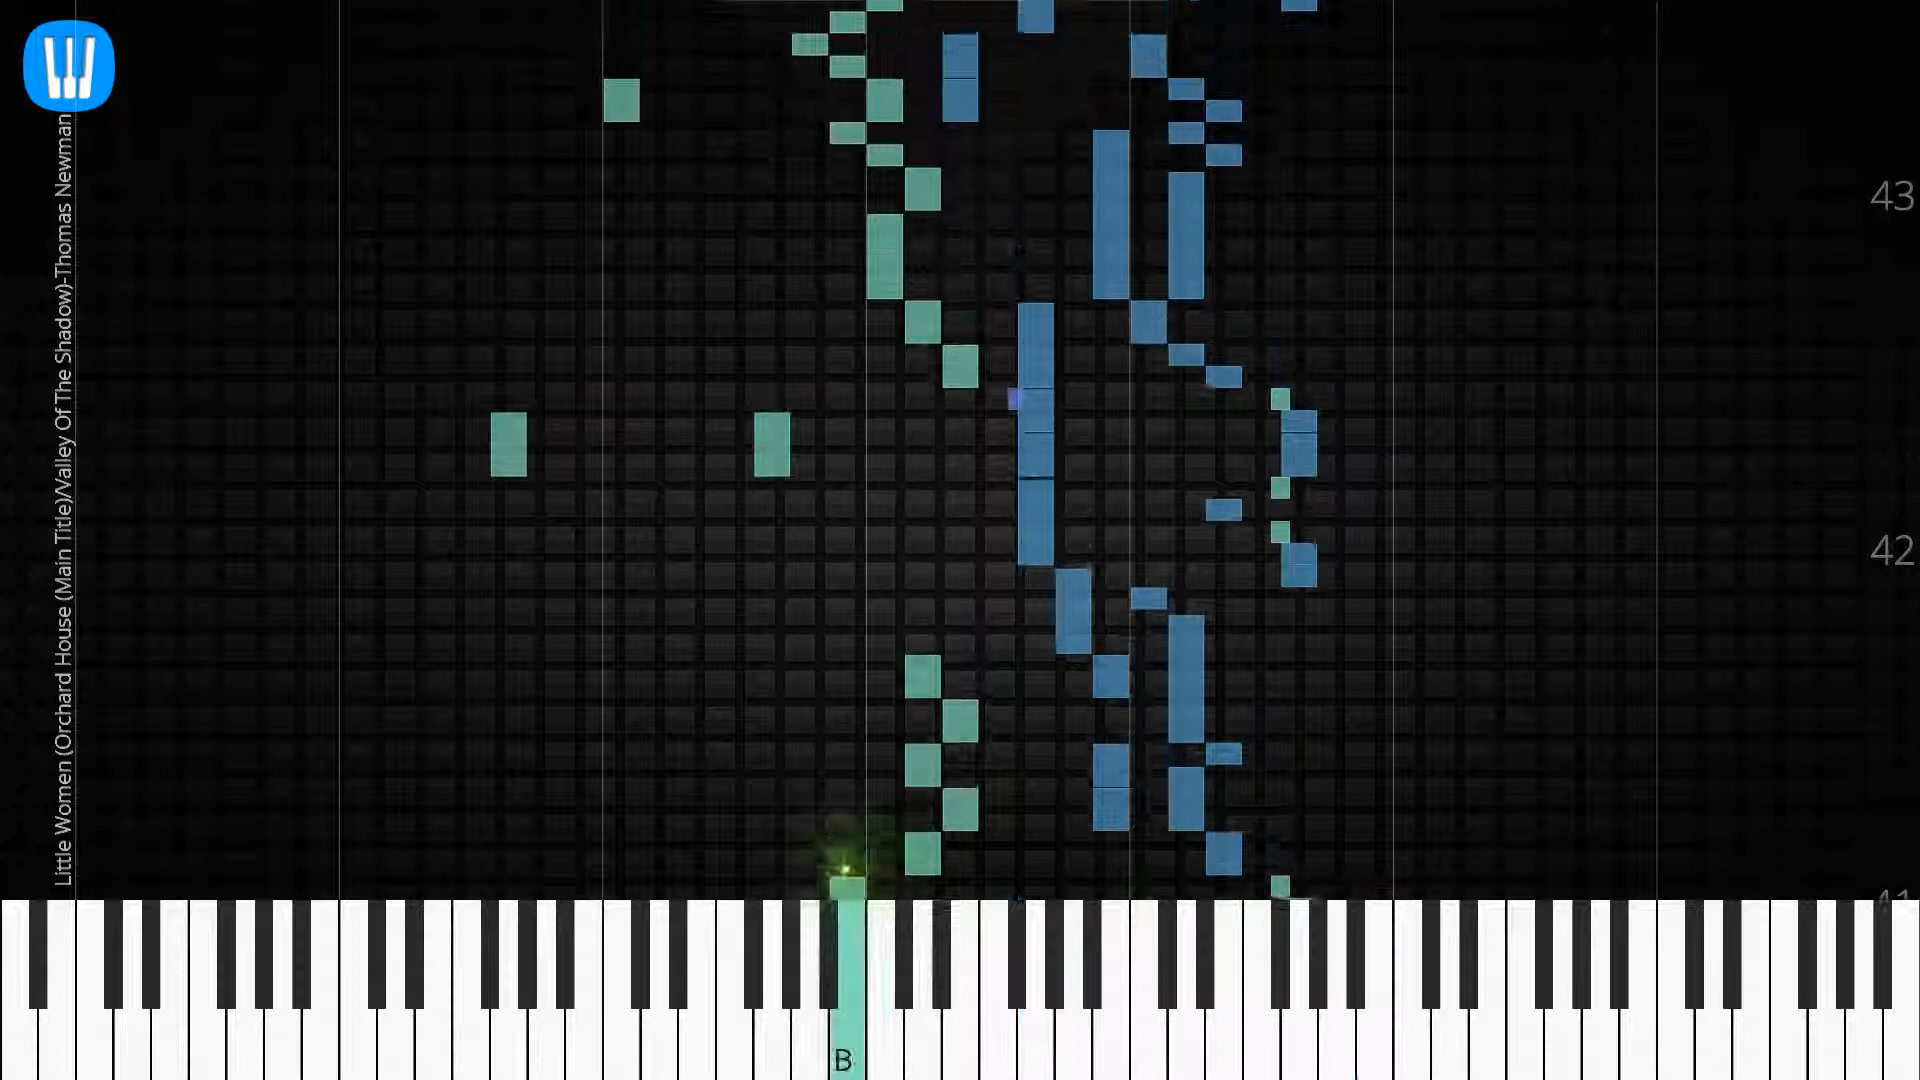 Little Women (Orchard House (Main Title)/Valley Of The Shadow)-Thomas Newman
43
42
B